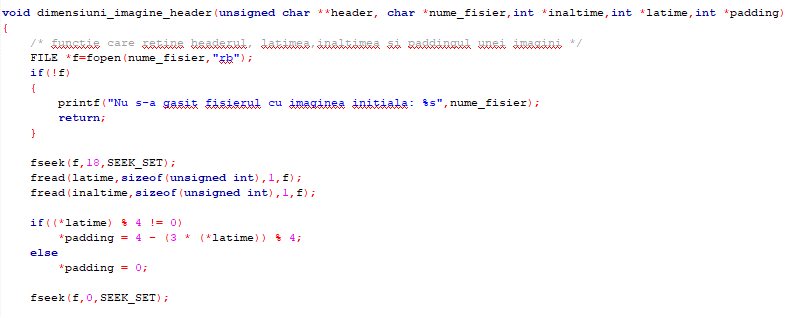 void dimensiuni_imagine_header(unsigned char **header, char *nume_fisier,int *inaltime,int *latime,int *padding)
{
    /* functie care retine headerul, latimea,inaltimea si paddingul unei imagini */
    FILE *f=fopen(nume_fisier,"rb");
    if(!f)
    {
        printf("Nu s-a gasit fisierul cu imaginea initiala: %s",nume_fisier);
        return;
    }
    fseek(f,18,SEEK_SET);
    fread(latime,sizeof(unsigned int),1,f);
    fread(inaltime,sizeof(unsigned int),1,f);
    if((*latime) % 4 != 0)
        *padding = 4 - (3 * (*latime)) % 4;
    else
        *padding = 0;
    fseek(f,0,SEEK_SET);